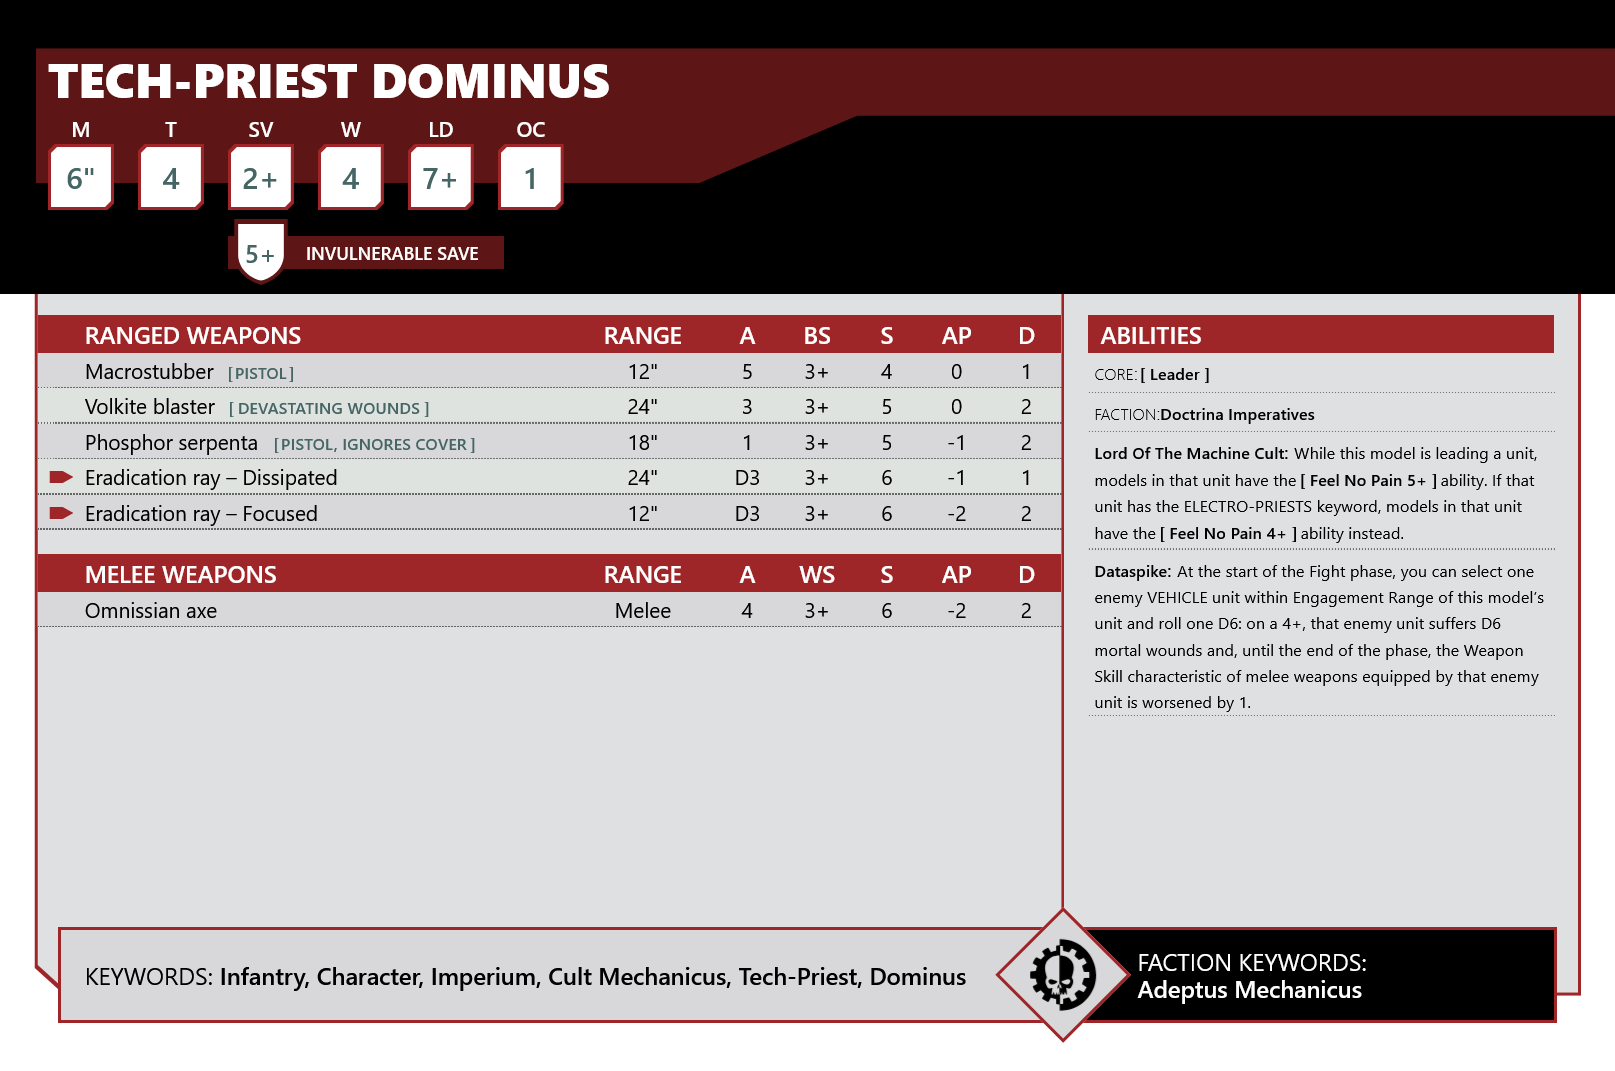 TECH-PRIEST DOMINUS
M T SV W LD OC
6" 4 2+ 4 7+ 1
5+ INVULNERABLE SAVE
RANGED WEAPONS RANGE A BS S AP D
Macrostubber [PISTOL] 12" 5 3+ 4 0 1
Volkite blaster [ DEVASTATING WOUNDS ] 24" 3 3+ 5 0 2
Phosphor serpenta [PISTOL, IGNORES COVER ] 18" 1 3+ 5 -1 2
Eradication ray – Dissipated 24" D3 3+ 6 -1 1
Eradication ray – Focused 12" D3 3+ 6 -2 2
MELEE WEAPONS RANGE A WS S AP D
Omnissian axe Melee 4 3+ 6 -2 2
ABILITIES
CORE: [ Leader ]
FACTION:Doctrina Imperatives
Lord Of The Machine Cult: While this model is leading a unit,
models in that unit have the [ Feel No Pain 5+ ] ability. If that
unit has the ELECTRO-PRIESTS keyword, models in that unit
have the [ Feel No Pain 4+ ] ability instead.
Dataspike: At the start of the Fight phase, you can select one
enemy VEHICLE unit within Engagement Range of this model’s
unit and roll one D6: on a 4+, that enemy unit suffers D6
mortal wounds and, until the end of the phase, the Weapon
Skill characteristic of melee weapons equipped by that enemy
unit is worsened by 1.
KEYWORDS: Infantry, Character, Imperium, Cult Mechanicus, Tech-Priest, Dominus
FACTION KEYWORDS:
Adeptus Mechanicus